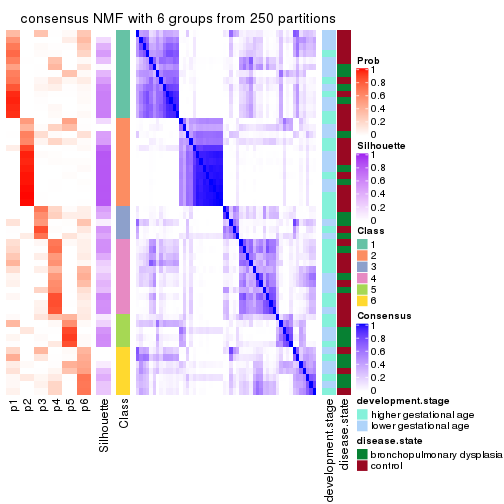 consensus NMF with 6 groups from 250 partitions
Prob
1
0.8
0.6
0.4
0.2
0
Silhouette
1
0.8
0.6
0.4
0.2
0
Class
1
2
3
4
5
6
Consensus
1
0.8
0.6
0.4
0.2
0
development.stage
higher gestational age
lower gestational age
disease.state
bronchopulmonary dysplasia
control
p1
p2
p3
p4
p5
p6
Silhouette
Class
development.stage
disease.state